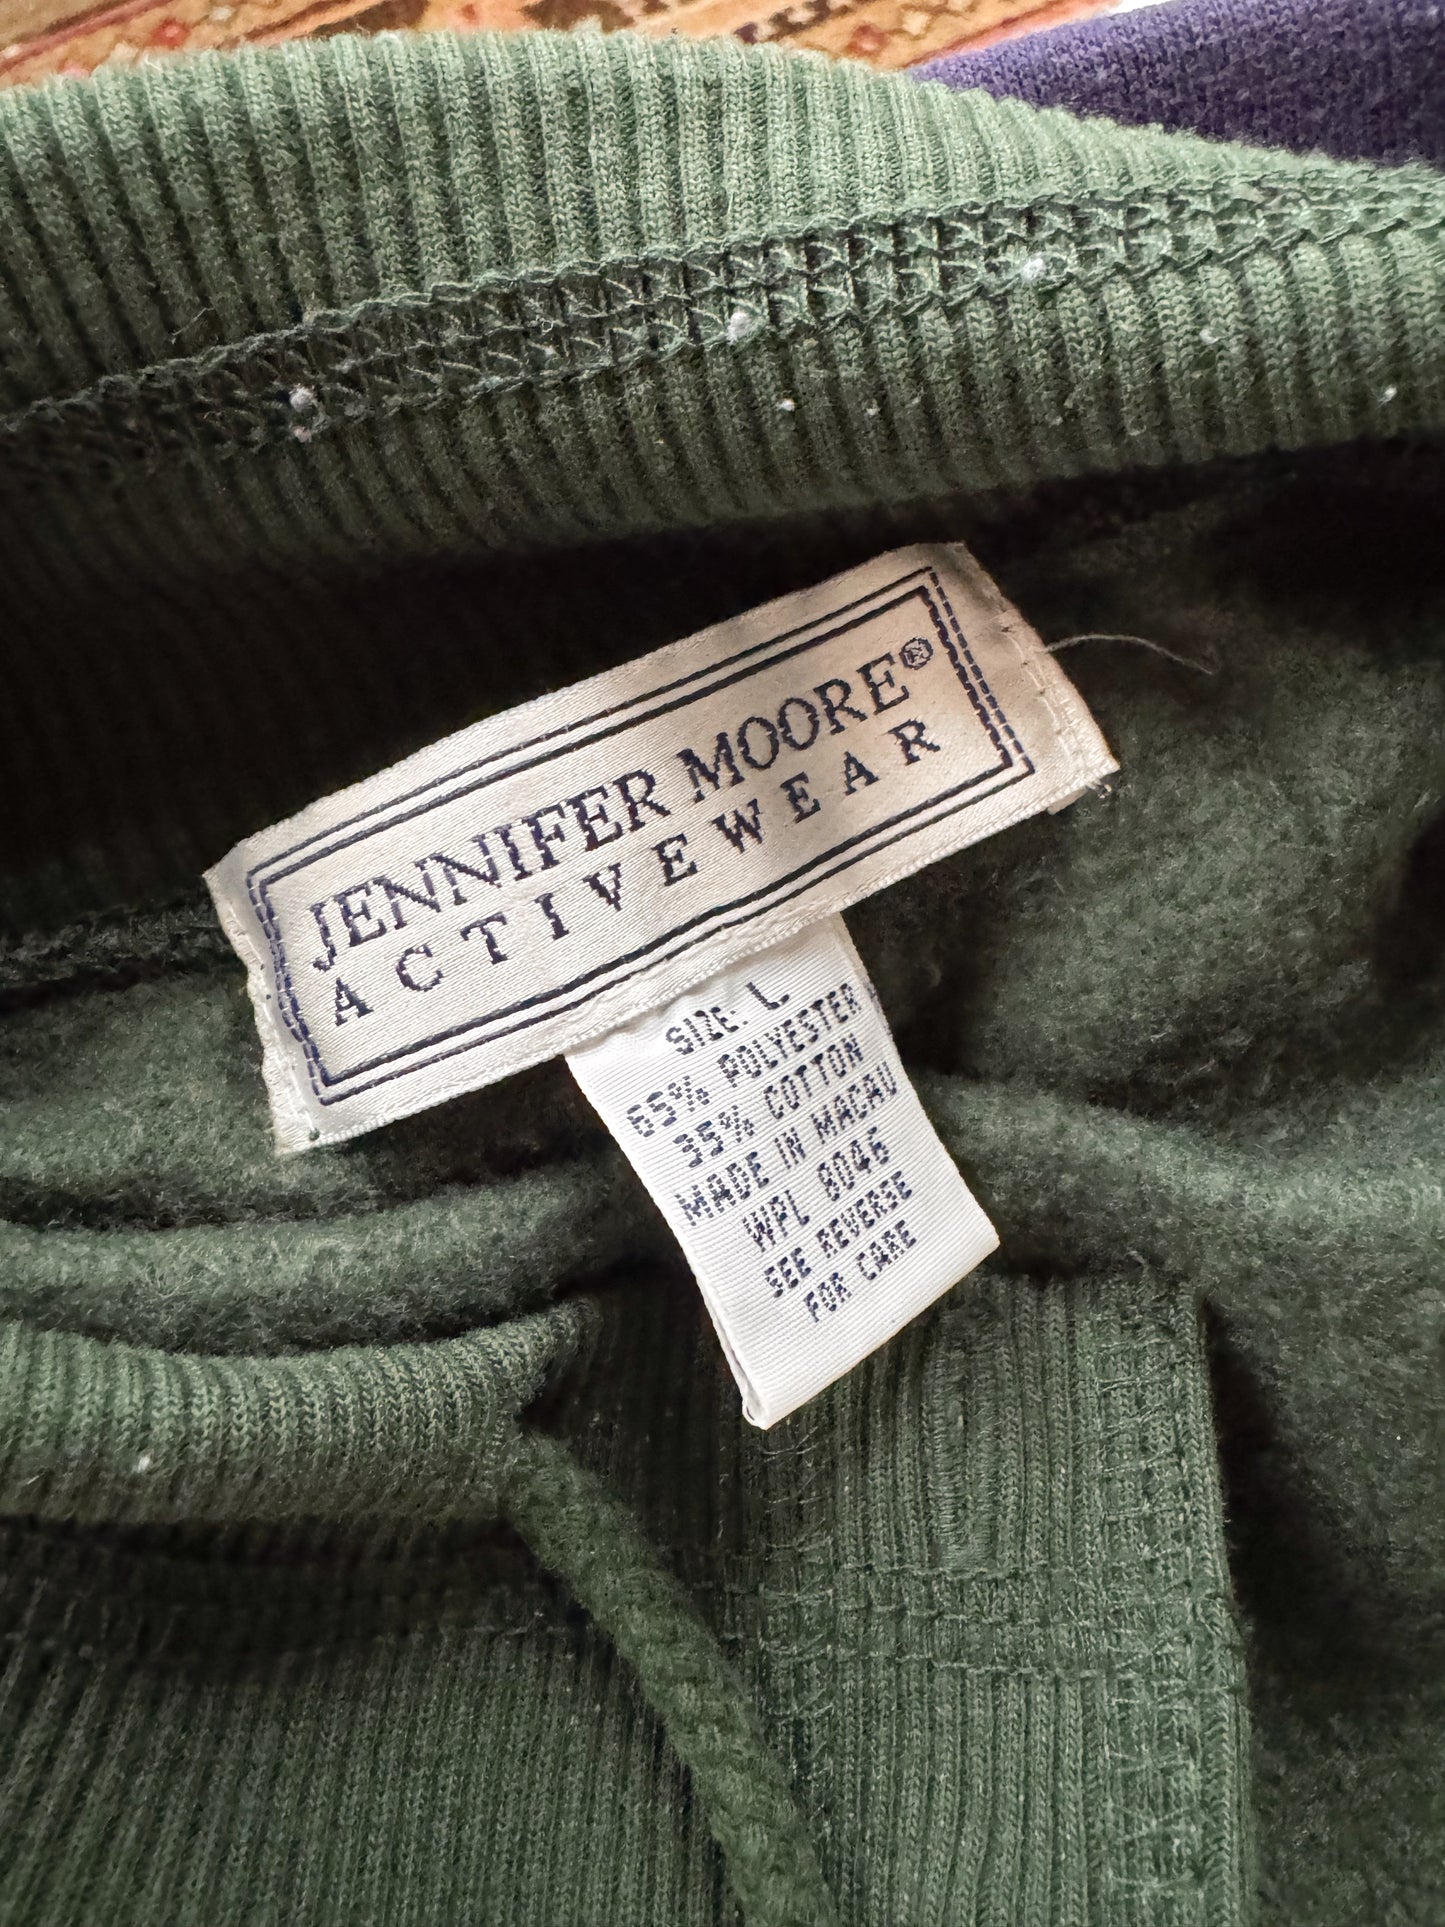 JENNIFER MOORE®
ACTIVEWEAR
SIZE: L
65% POLYESTER
35% COTTON
MADE IN MACAU
WPL 8046
SEE REVERSE
FOR CARE